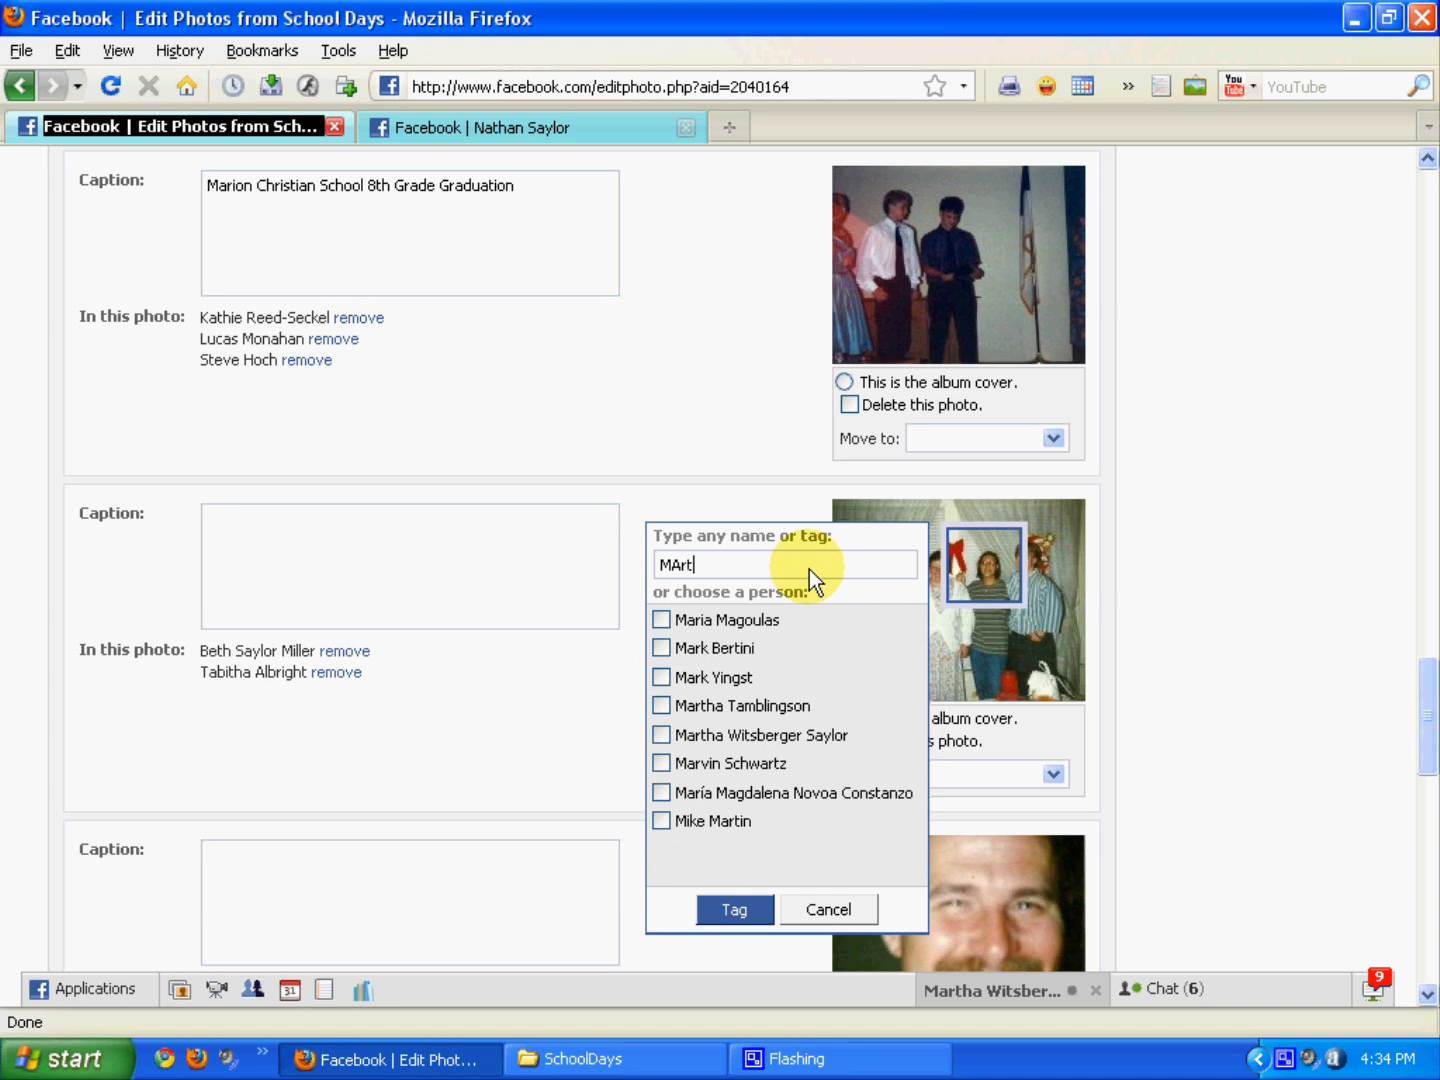 Facebook | Edit Photos from School Days - Mozilla Firefox
File Edit View History Bookmarks Tools Help
http://www.facebook.com/editphoto.php?aid=2040164
» You Tube YouTube
Facebook | Edit Photos from Sch... Facebook | Nathan Saylor
Caption: Marion Christian School 8th Grade Graduation
In this photo: Kathie Reed-Seckel remove
Lucas Monahan remove
Steve Hoch remove
This is the album cover.
Delete this photo.
Move to:
Caption:
In this photo: Beth Saylor Miller remove
Tabitha Albright remove
Type any name or tag:
MArt
or choose a person:
Maria Magoulas
Mark Bertini
Mark Yingst
Martha Tamblingson
Martha Witsberger Saylor
Marvin Schwartz
María Magdalena Novoa Constanzo
Mike Martin
Tag Cancel
album cover.
s photo.
Caption:
Applications 31 Martha Witsber... Chat (6) 9
Done
start » Facebook | Edit Phot... SchoolDays Flashing 4:34 PM